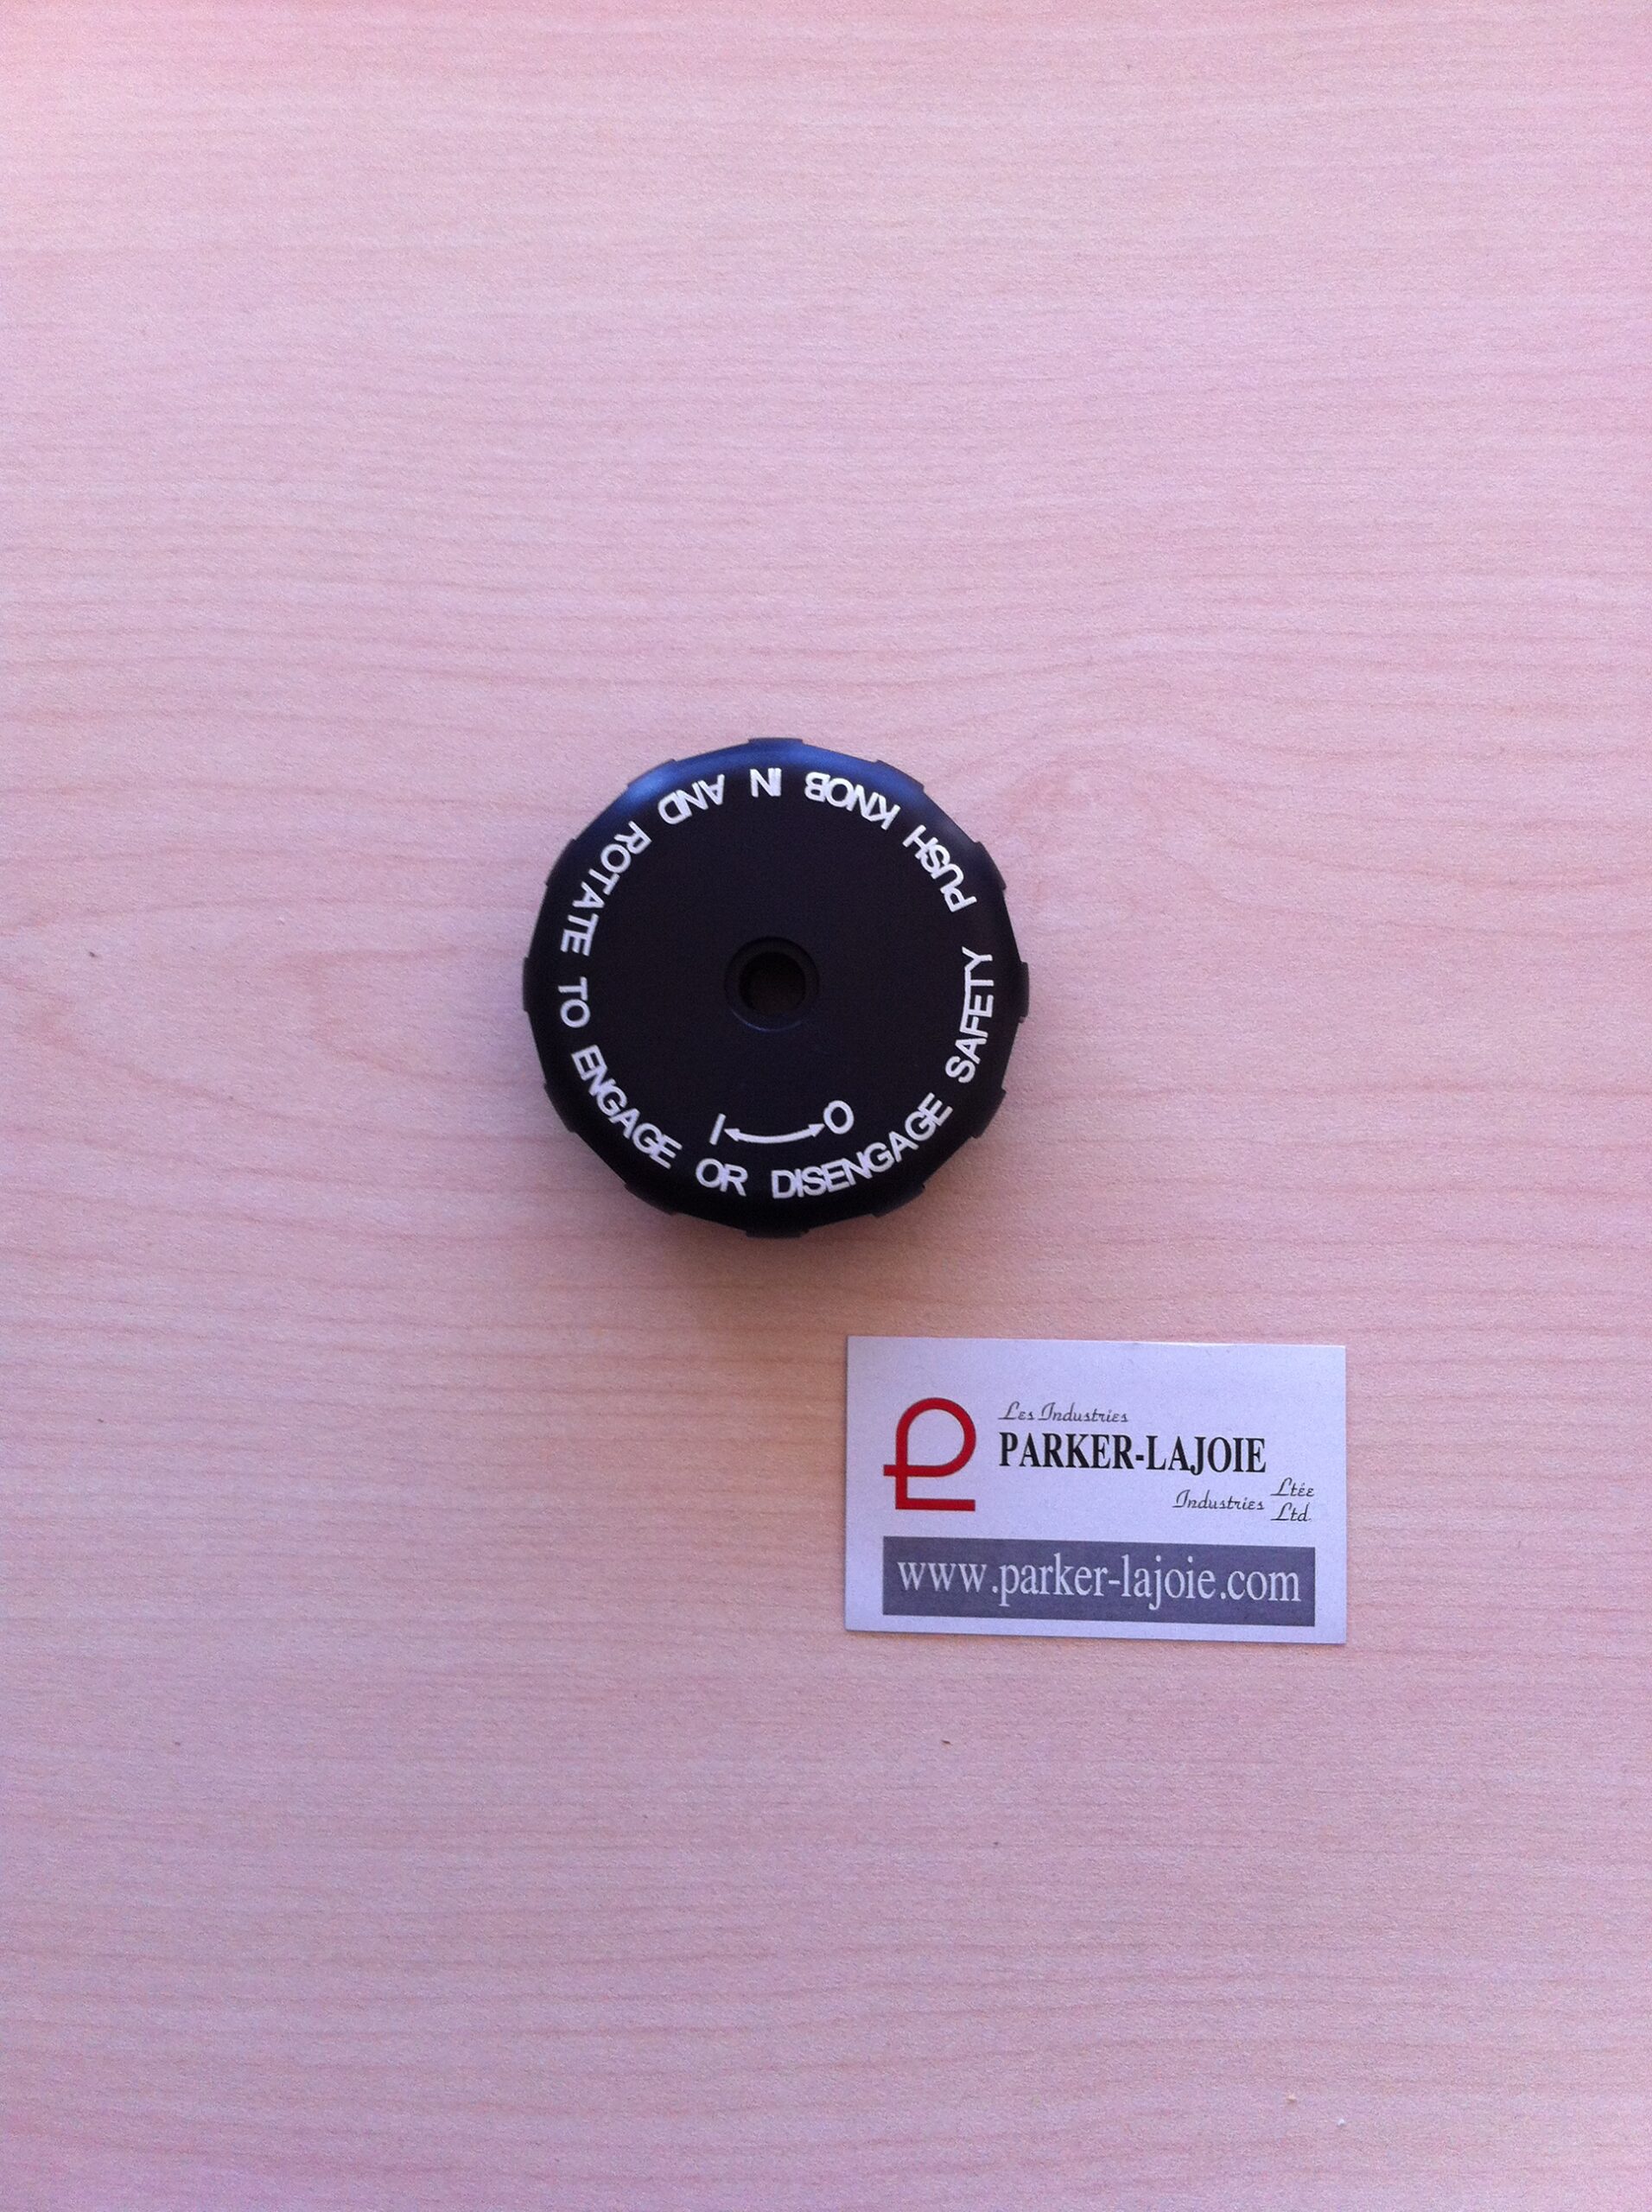 PUSH KNOB IN AND ROTATE TO ENGAGE OR DISENGAGE SAFETY
I O
Les Industries
PARKER-LAJOIE
Industries Ltée Ltd.
www.parker-lajoie.com